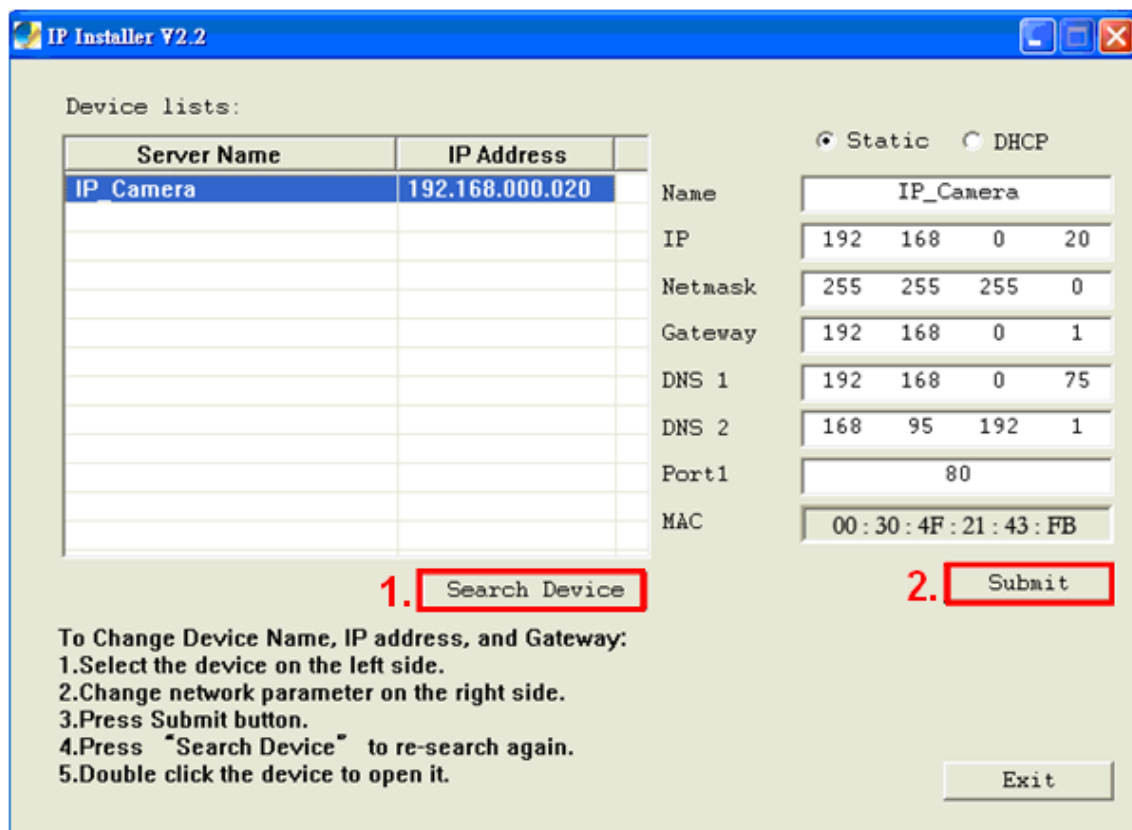 IP Installer V2.2
Device lists:
Server Name IP Address
IP_Camera 192.168.000.020
Static DHCP
Name IP_Camera
IP 192 168 0 20
Netmask 255 255 255 0
Gateway 192 168 0 1
DNS 1 192 168 0 75
DNS 2 168 95 192 1
Port1 80
MAC 00 : 30 : 4F : 21 : 43 : FB
1. Search Device
2. Submit
To Change Device Name, IP address, and Gateway:
1.Select the device on the left side.
2.Change network parameter on the right side.
3.Press Submit button.
4.Press “Search Device” to re-search again.
5.Double click the device to open it.
Exit